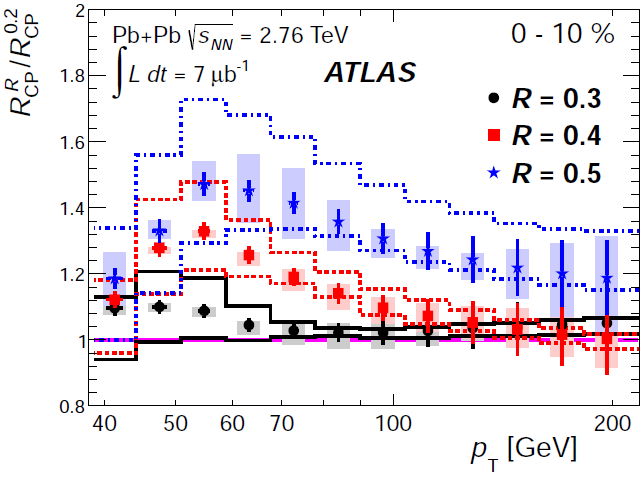 R_CP^R / R_CP^0.2
2
1.8
1.6
1.4
1.2
1
0.8
Pb+Pb √s_NN = 2.76 TeV
∫ L dt = 7 μb⁻¹
ATLAS
0 - 10 %
R = 0.3
R = 0.4
R = 0.5
40 50 60 70 100 200
p_T [GeV]